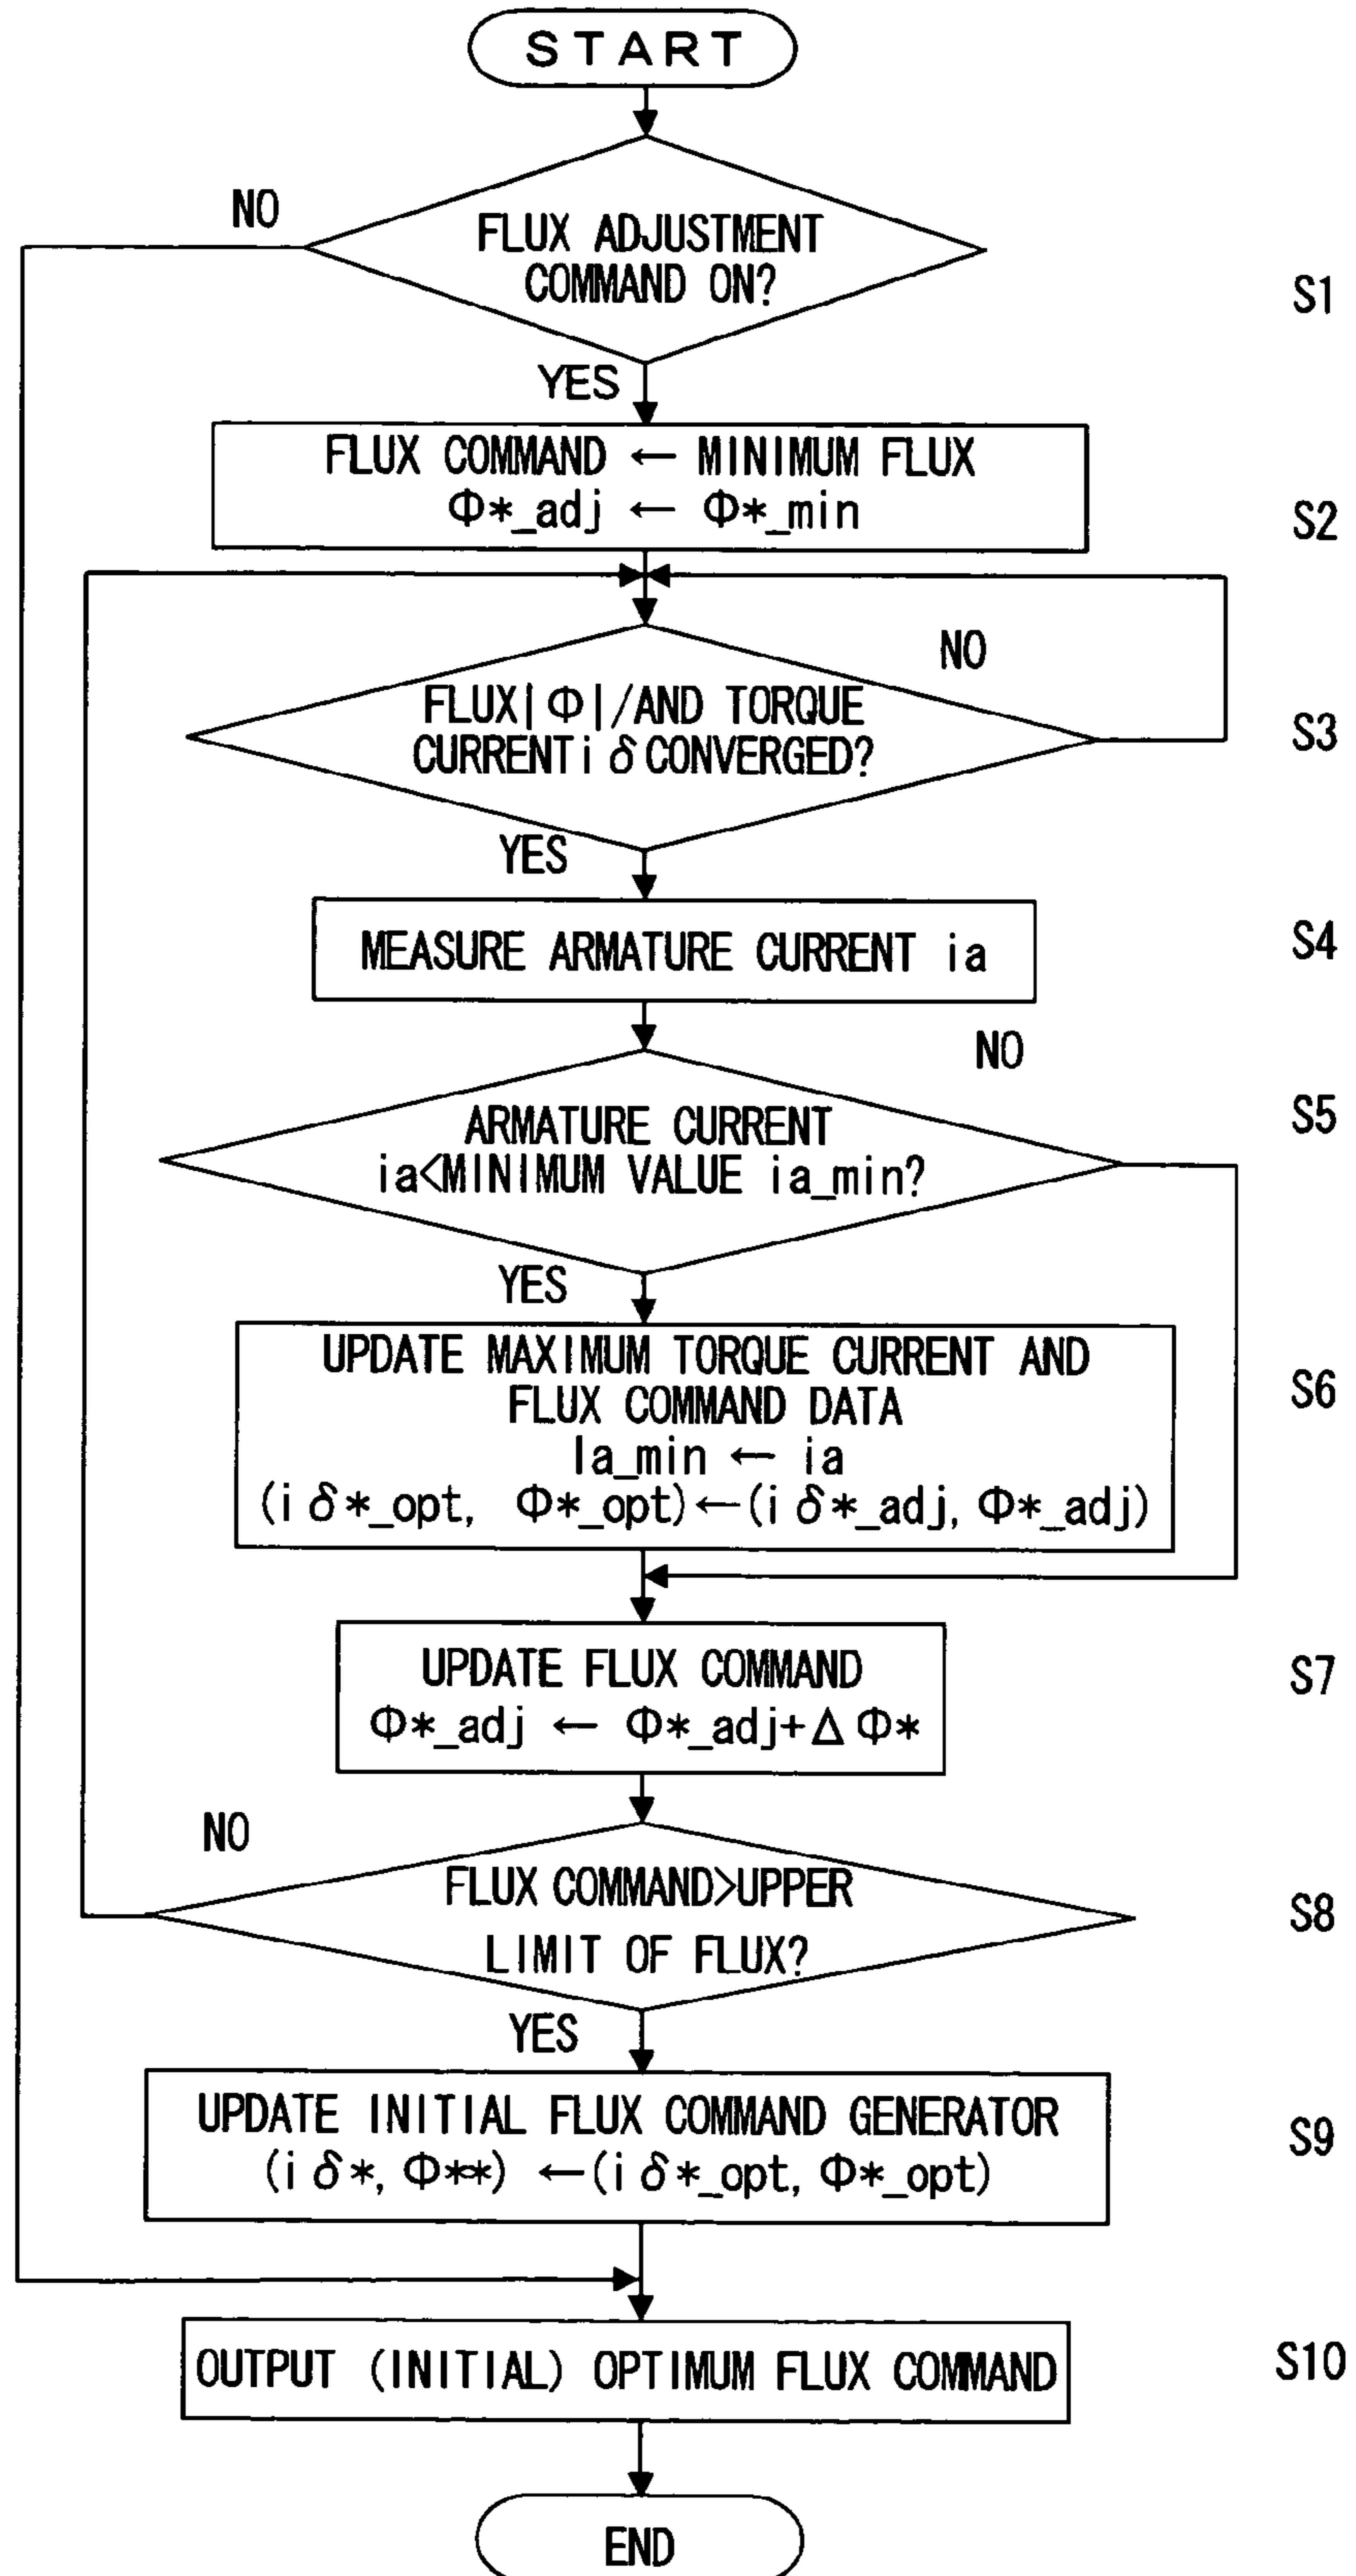 START
NO
FLUX ADJUSTMENT
COMMAND ON?
S1
YES
FLUX COMMAND ← MINIMUM FLUX
Φ*_adj ← Φ*_min
S2
NO
FLUX|Φ|/AND TORQUE
CURRENT i δ CONVERGED?
S3
YES
MEASURE ARMATURE CURRENT ia
S4
NO
ARMATURE CURRENT
ia<MINIMUM VALUE ia_min?
S5
YES
UPDATE MAXIMUM TORQUE CURRENT AND
FLUX COMMAND DATA
Ia_min ← ia
(i δ*_opt, Φ*_opt)←(i δ*_adj, Φ*_adj)
S6
UPDATE FLUX COMMAND
Φ*_adj ← Φ*_adj+Δ Φ*
S7
NO
FLUX COMMAND>UPPER
LIMIT OF FLUX?
S8
YES
UPDATE INITIAL FLUX COMMAND GENERATOR
(i δ*, Φ**) ←(i δ*_opt, Φ*_opt)
S9
OUTPUT (INITIAL) OPTIMUM FLUX COMMAND
S10
END